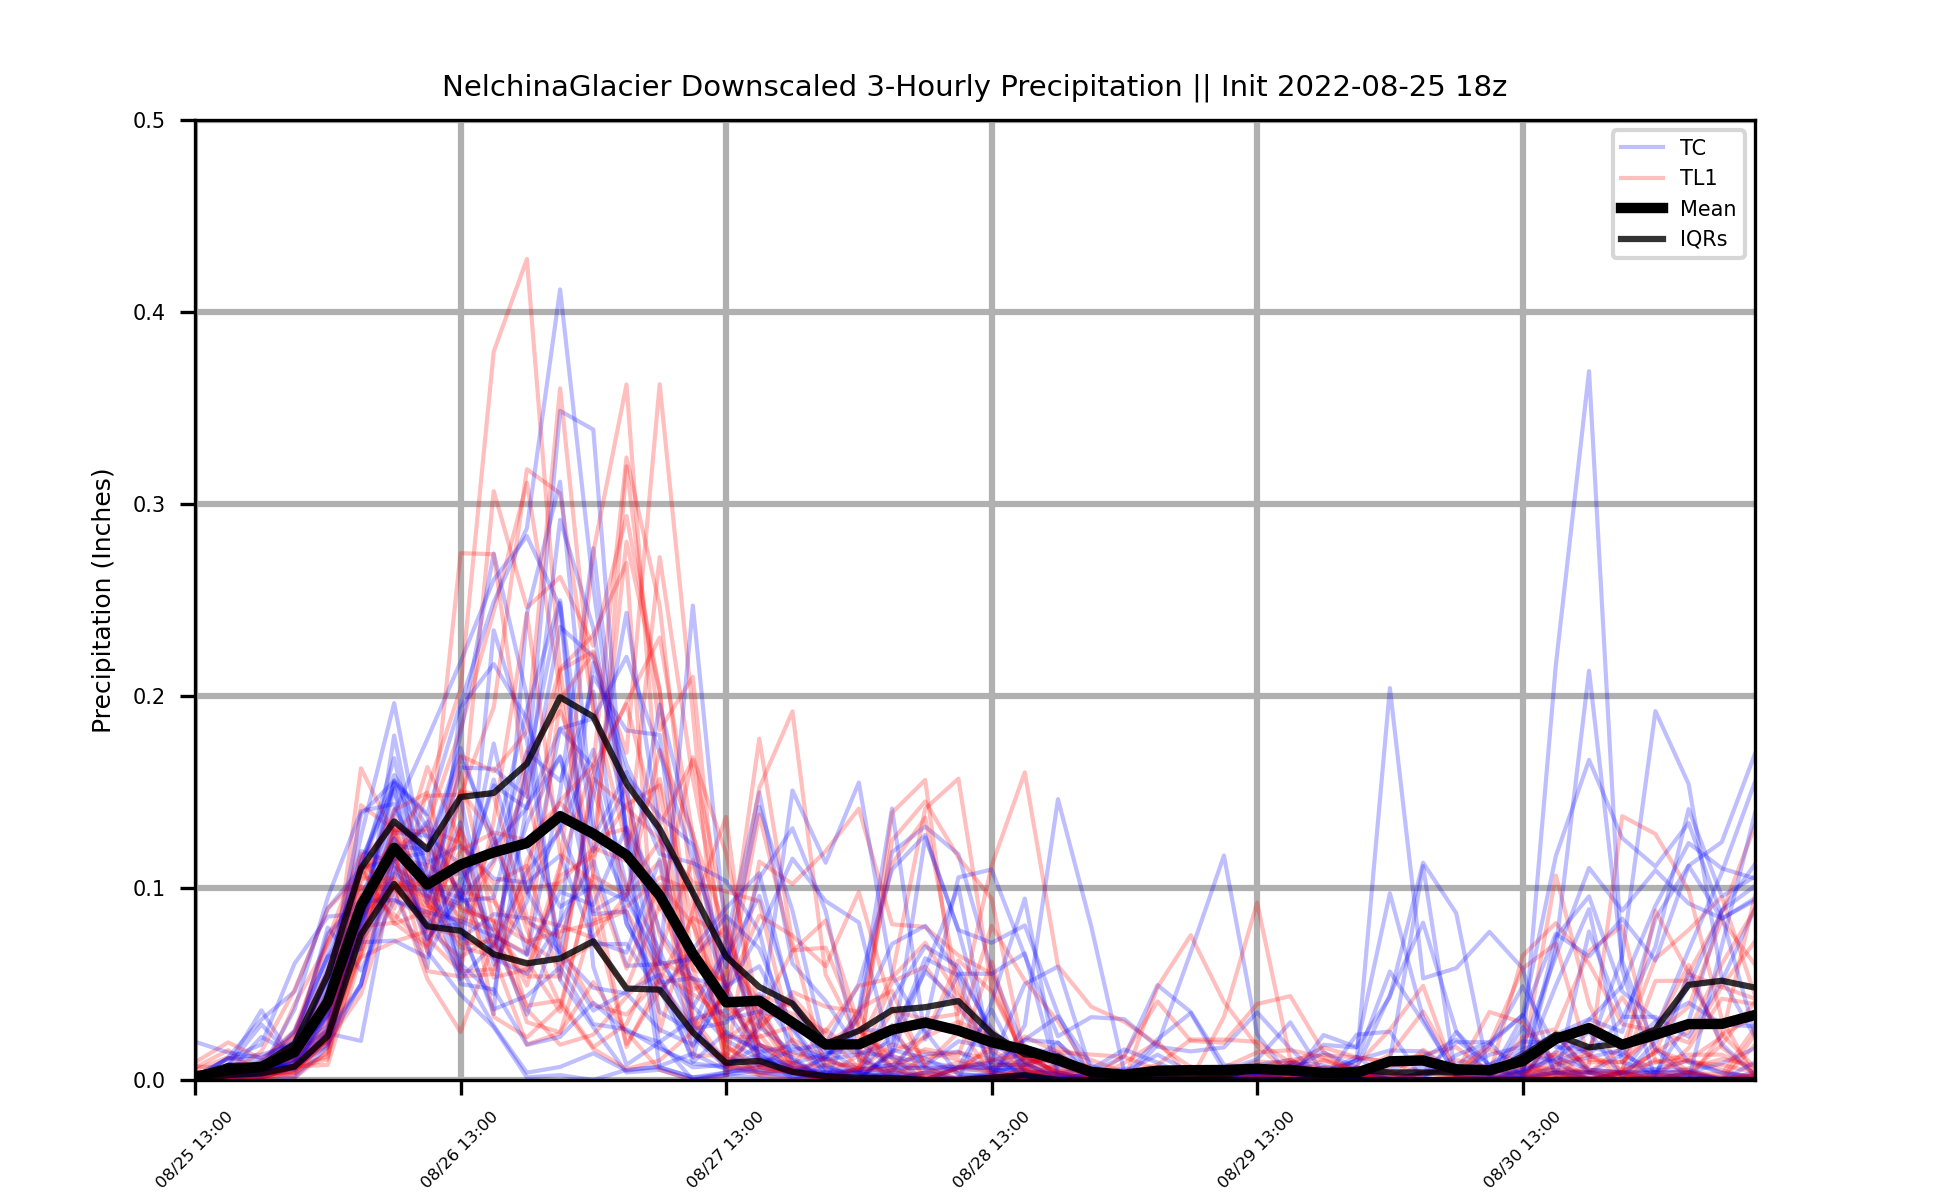 NelchinaGlacier Downscaled 3-Hourly Precipitation || Init 2022-08-25 18z
TC
TL1
Mean
IQRs
Precipitation (Inches)
0.5
0.4
0.3
0.2
0.1
0.0
08/25 13:00
08/26 13:00
08/27 13:00
08/28 13:00
08/29 13:00
08/30 13:00